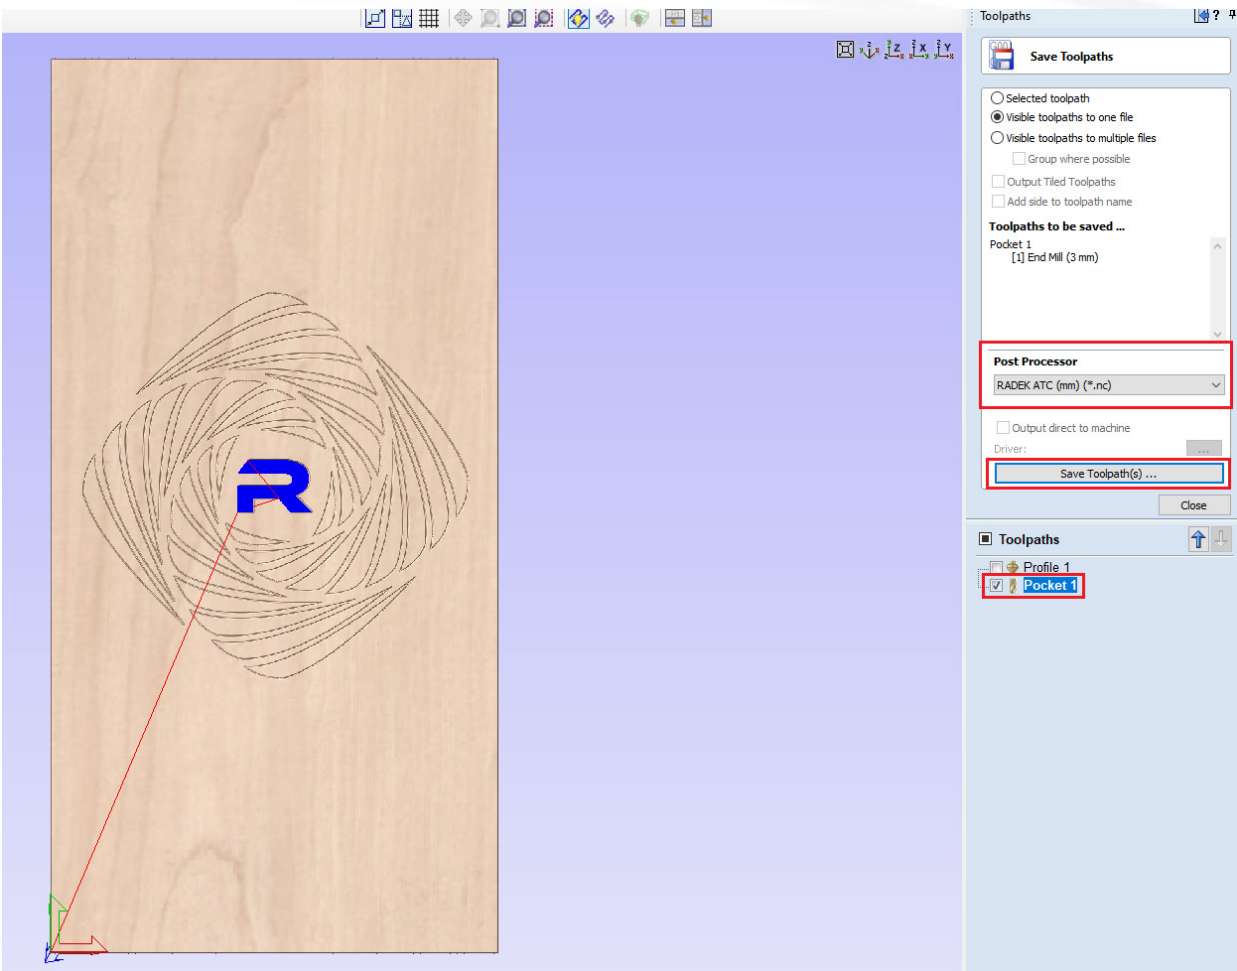 Toolpaths
?
Save Toolpaths
Selected toolpath
Visible toolpaths to one file
Visible toolpaths to multiple files
Group where possible
Output Tiled Toolpaths
Add side to toolpath name
Toolpaths to be saved ...
Pocket 1
[1] End Mill (3 mm)
Post Processor
RADEK ATC (mm) (*.nc)
Output direct to machine
Driver:
...
Save Toolpath(s) ...
Close
Toolpaths
Profile 1
Pocket 1
R